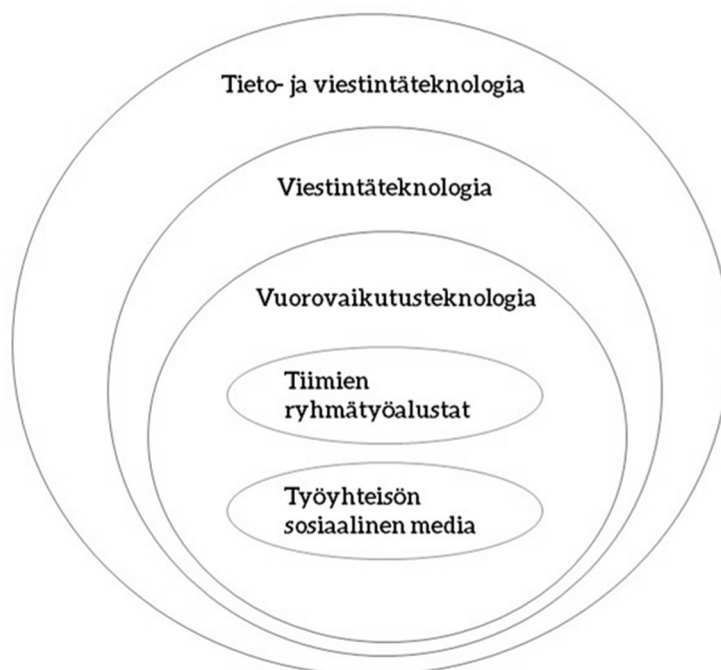 Tieto- ja viestintäteknologia
Viestintäteknologia
Vuorovaikutusteknologia
Tiimien
ryhmätyöalustat
Työyhteisön
sosiaalinen media